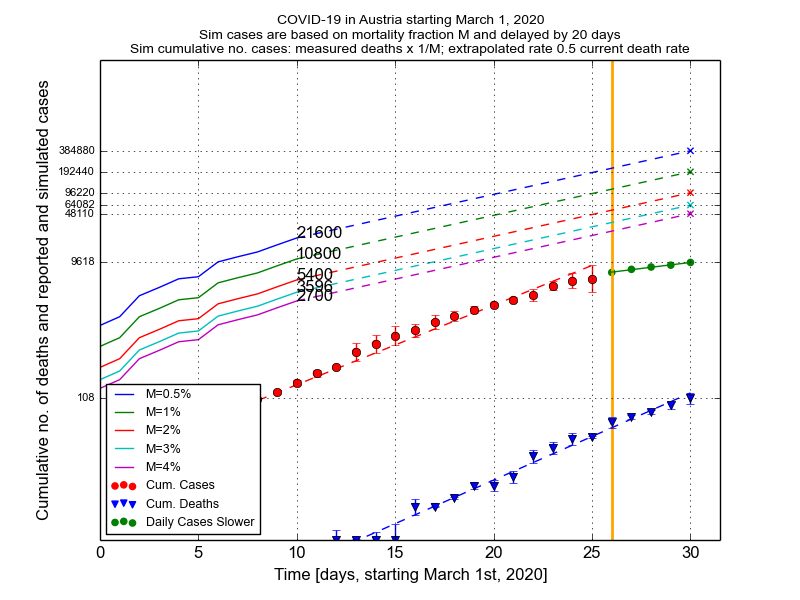 COVID-19 in Austria starting March 1, 2020
Sim cases are based on mortality fraction M and delayed by 20 days
Sim cumulative no. cases: measured deaths x 1/M; extrapolated rate 0.5 current death rate
Cumulative no. of deaths and reported and simulated cases
384880
192440
96220
64082
48110
9618
108
21600
10800
5400
3596
2700
M=0.5%
M=1%
M=2%
M=3%
M=4%
Cum. Cases
Cum. Deaths
Daily Cases Slower
0 5 10 15 20 25 30
Time [days, starting March 1st, 2020]